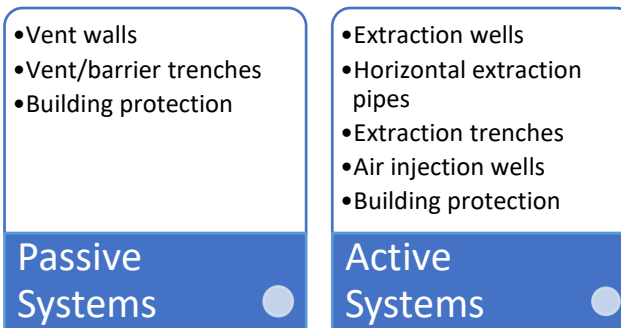 •Vent walls
•Vent/barrier trenches
•Building protection
Passive
Systems
•Extraction wells
•Horizontal extraction
pipes
•Extraction trenches
•Air injection wells
•Building protection
Active
Systems